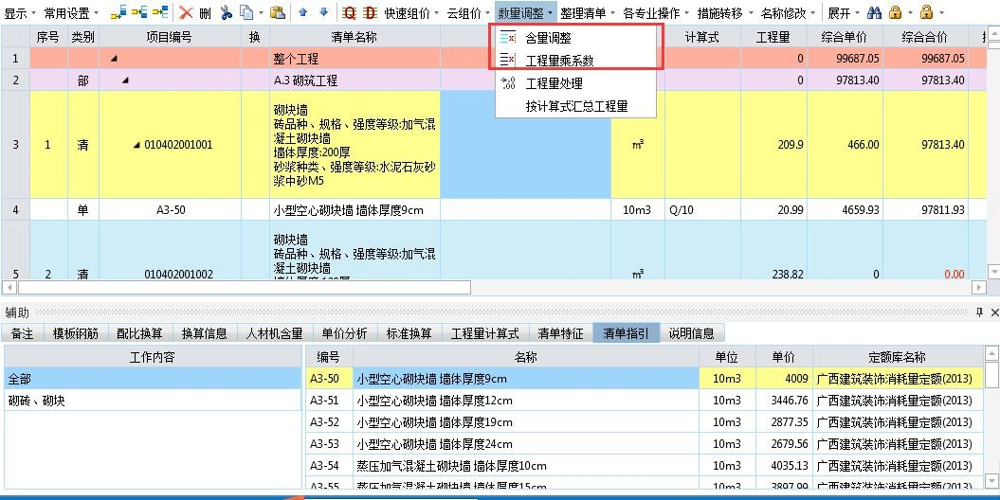 显示 常用设置 删 Q D 快速组价 云组价 数量调整 整理清单 各专业操作 措施转移 名称修改 展开
含量调整
工程量乘系数
工程量处理
按计算式汇总工程量
序号 类别 项目编号 换 清单名称 计算式 工程量 综合单价 综合合价
1 整个工程 0 99687.05 99687.05
2 部 A.3 砌筑工程 0 97813.40 97813.40
3 1 清 010402001001 m³ 209.9 466.00 97813.40
砌块墙
砖品种、规格、强度等级:加气混
凝土砌块墙
墙体厚度:200厚
砂浆种类、强度等级:水泥石灰砂
浆中砂M5
4 单 A3-50 小型空心砌块墙 墙体厚度9cm 10m3 Q/10 20.99 4659.93 97811.93
5 2 清 010402001002 m³ 238.82 0 0.00
砌块墙
砖品种、规格、强度等级:加气混
凝土砌块墙
辅助
备注 模板钢筋 配比换算 换算信息 人材机含量 单价分析 标准换算 工程量计算式 清单特征 清单指引 说明信息
工作内容
全部
砌砖、砌块
编号 名称 单位 单价 定额库名称
A3-50 小型空心砌块墙 墙体厚度9cm 10m3 4009 广西建筑装饰消耗量定额(2013)
A3-51 小型空心砌块墙 墙体厚度12cm 10m3 3446.76 广西建筑装饰消耗量定额(2013)
A3-52 小型空心砌块墙 墙体厚度19cm 10m3 2877.35 广西建筑装饰消耗量定额(2013)
A3-53 小型空心砌块墙 墙体厚度24cm 10m3 2679.56 广西建筑装饰消耗量定额(2013)
A3-54 蒸压加气混凝土砌块墙 墙体厚度10cm 10m3 4035.13 广西建筑装饰消耗量定额(2013)
A3-55 蒸压加气混凝土砌块墙 墙体厚度15cm 10m3 3897.99 广西建筑装饰消耗量定额(2013)